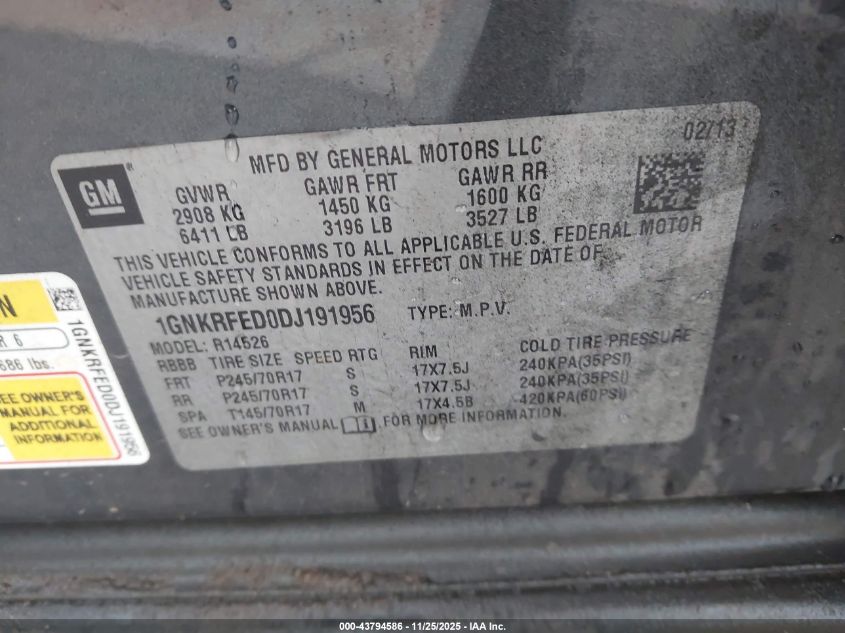 02/13
MFD BY GENERAL MOTORS LLC
GM
GVWR GAWR FRT GAWR RR
2908 KG 1450 KG 1600 KG
6411 LB 3196 LB 3527 LB
THIS VEHICLE CONFORMS TO ALL APPLICABLE U.S. FEDERAL MOTOR
VEHICLE SAFETY STANDARDS IN EFFECT ON THE DATE OF
MANUFACTURE SHOWN ABOVE.
1GNKRFED0DJ191956 TYPE: M.P.V.
MODEL: R14526
RBBB TIRE SIZE SPEED RTG RIM COLD TIRE PRESSURE
FRT P245/70R17 S 17X7.5J 240KPA(35PSI)
RR P245/70R17 S 17X7.5J 240KPA(35PSI)
SPA T145/70R17 M 17X4.5B 420KPA(60PSI)
SEE OWNER'S MANUAL FOR MORE INFORMATION.
N
R 6
686 lbs.
SEE OWNER'S
MANUAL FOR
ADDITIONAL
INFORMATION
1GNKRFED0DJ191956
000-43794586 - 11/25/2025 - IAA Inc.